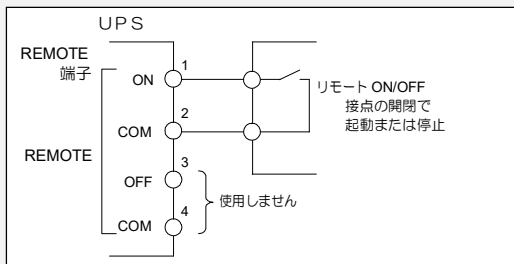 UPS
REMOTE
端子
REMOTE
1
ON
2
COM
3
OFF
4
COM
リモート ON/OFF
接点の開閉で
起動または停止
使用しません